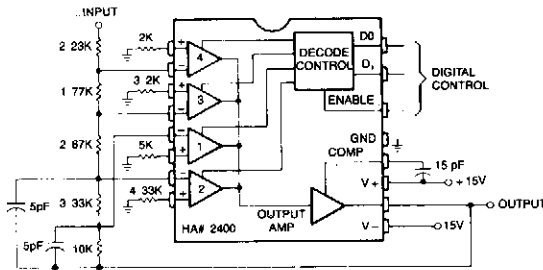 ..INPUT
2 23K
1 77K
2 67K
3 33K
10K
5pF
5pF
2K
3 2K
5K
4 33K
+
−
4
+
−
3
−
+
1
−
+
2
DECODE
CONTROL
D0
D,
ENABLE
DIGITAL
CONTROL
GND
COMP
15 pF
V+
+15V
OUTPUT
AMP
OUTPUT
V−
−15V
HA# 2400